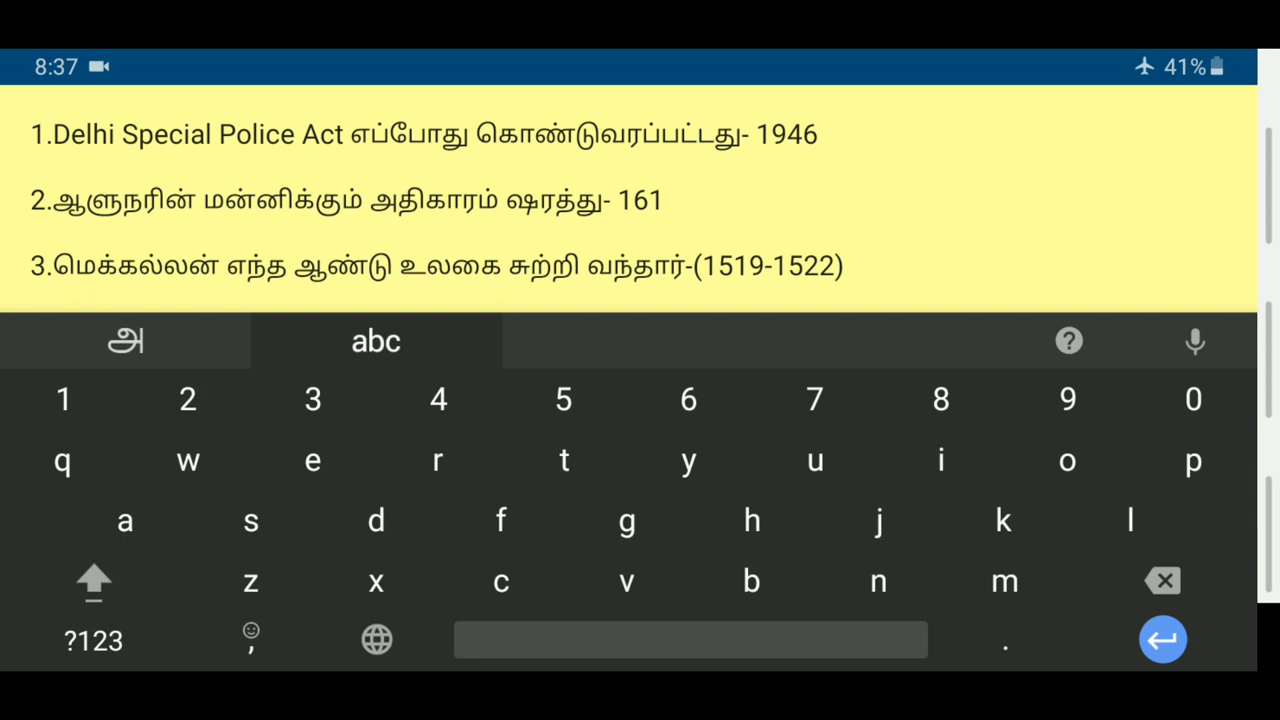 8:37 41%
1.Delhi Special Police Act எப்போது கொண்டுவரப்பட்டது- 1946
2.ஆளுநரின் மன்னிக்கும் அதிகாரம் ஷரத்து- 161
3.மெக்கல்லன் எந்த ஆண்டு உலகை சுற்றி வந்தார்-(1519-1522)
அ abc ?
1 2 3 4 5 6 7 8 9 0
q w e r t y u i o p
a s d f g h j k l
z x c v b n m
?123 , .